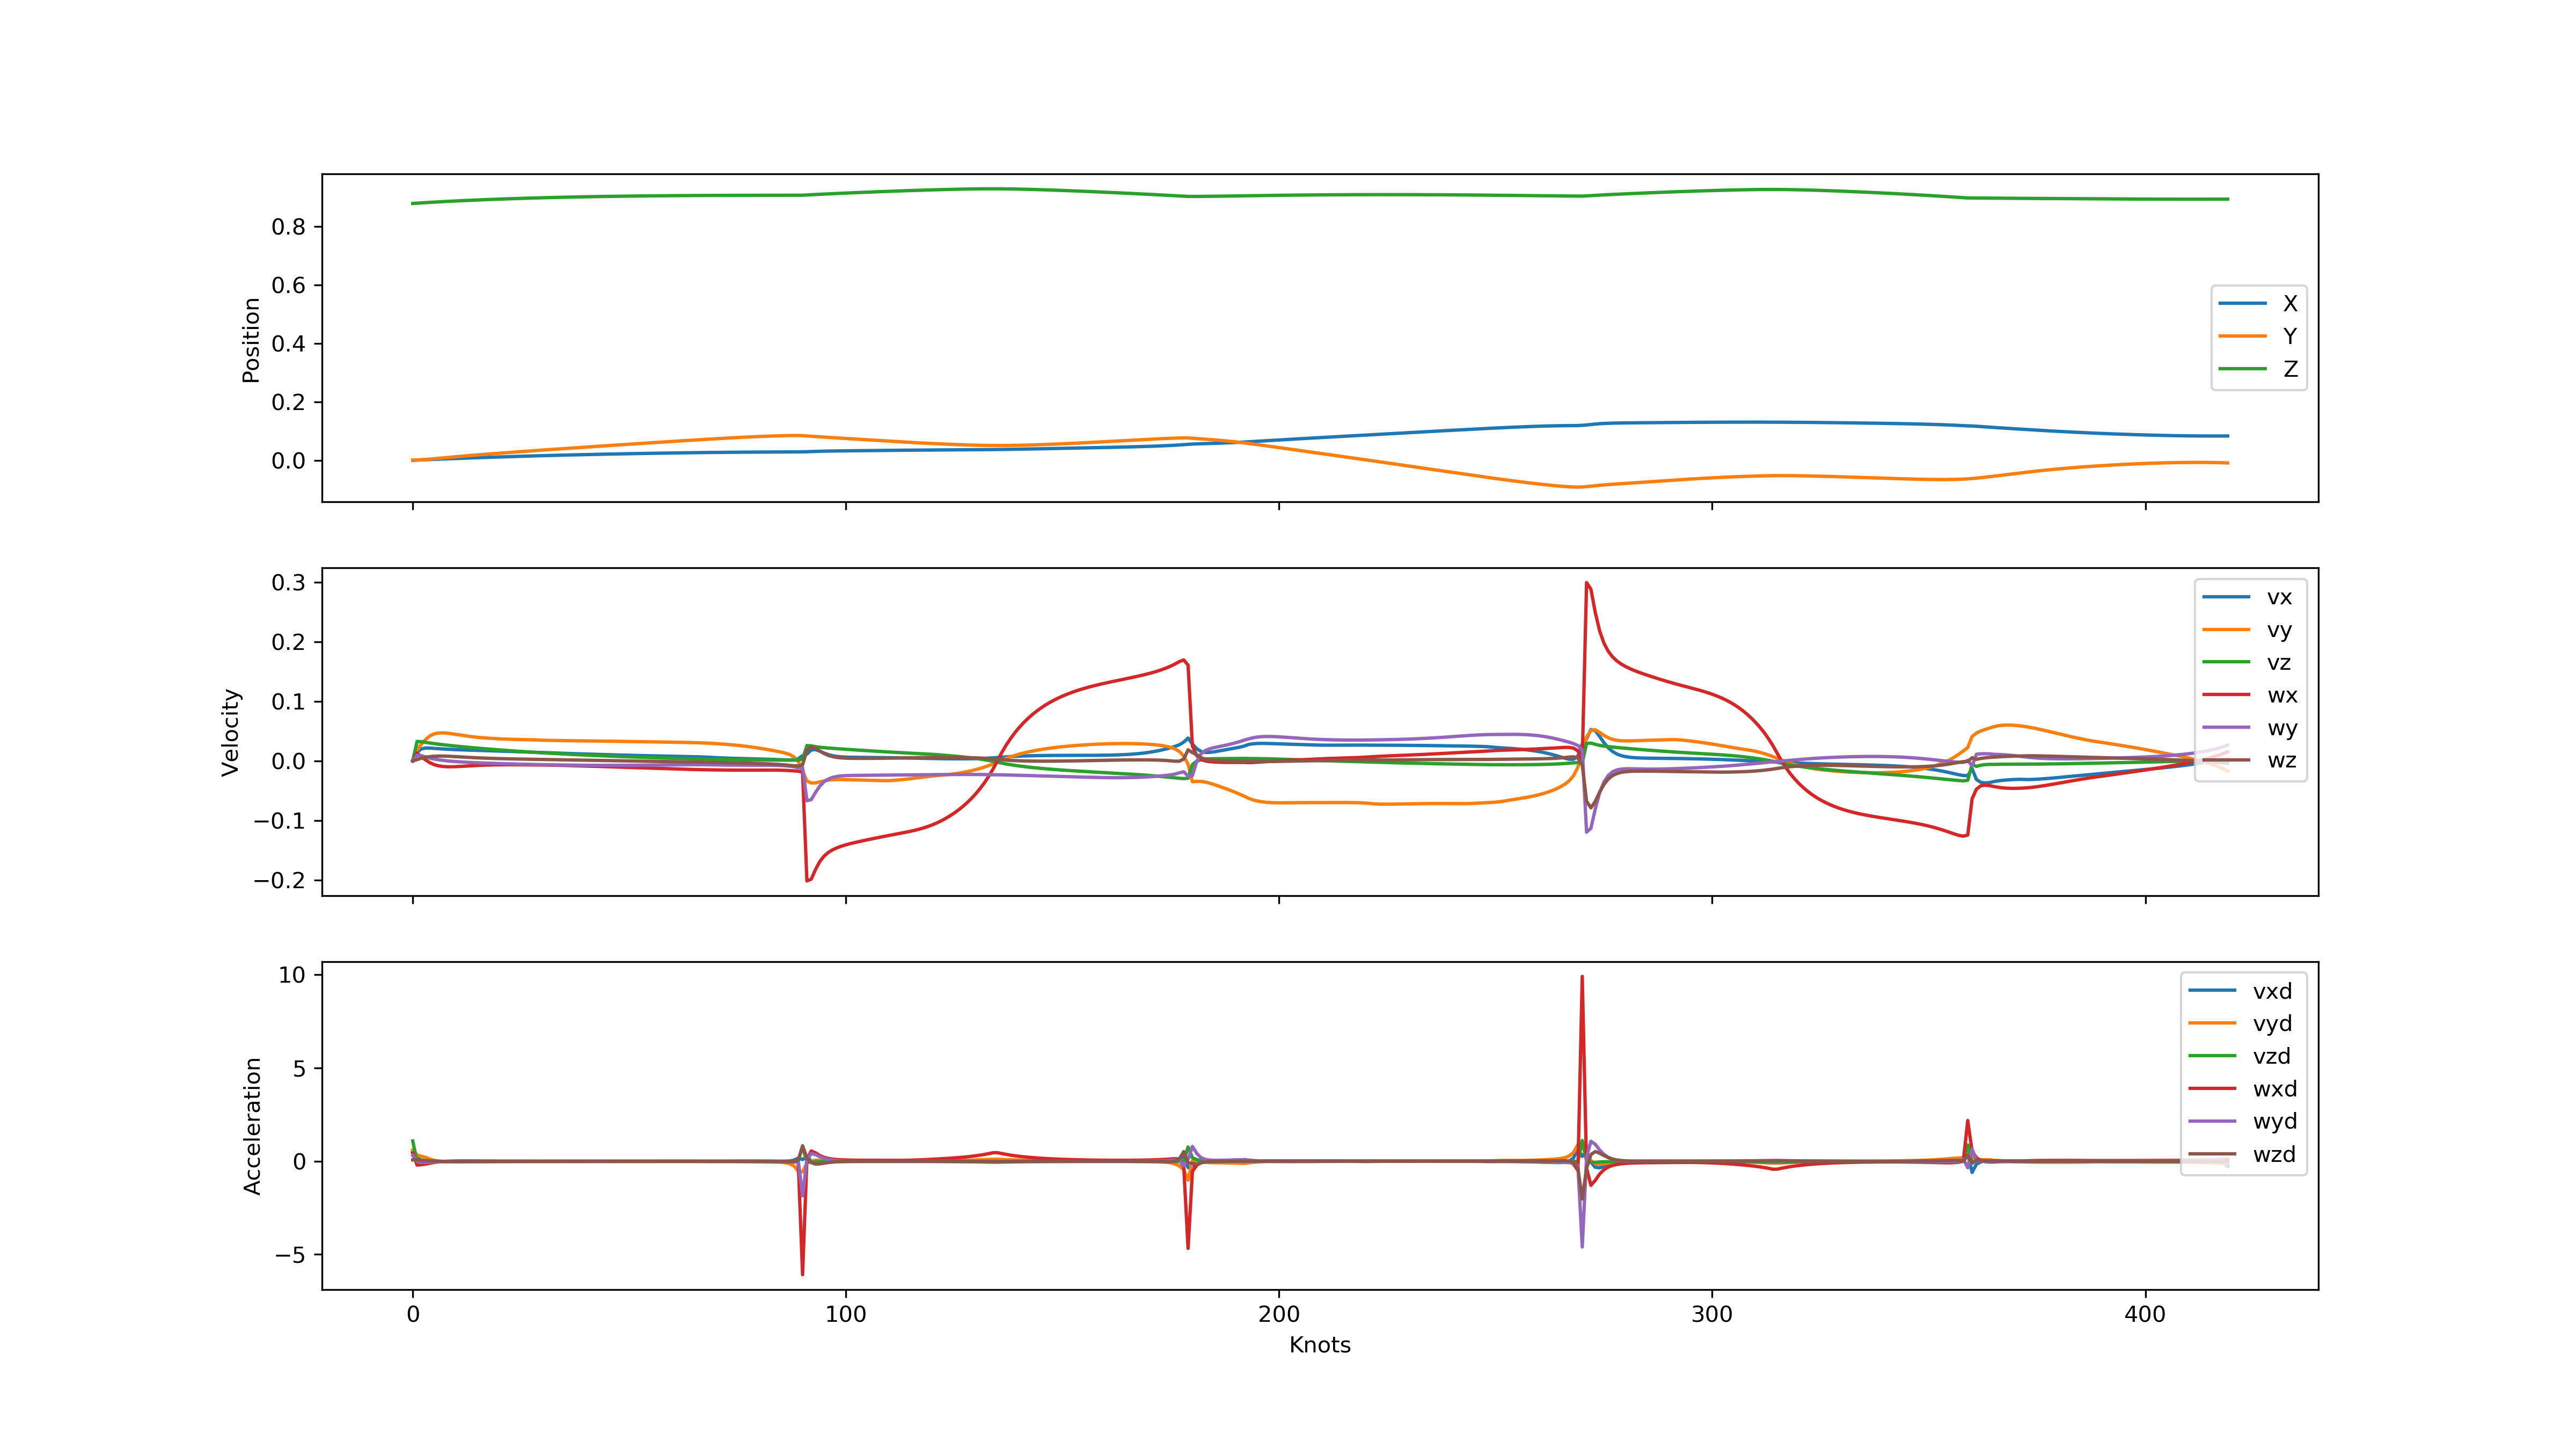 Position
0.8
0.6
0.4
0.2
0.0
X
Y
Z
Velocity
0.3
0.2
0.1
0.0
−0.1
−0.2
vx
vy
vz
wx
wy
wz
Acceleration
10
5
0
−5
vxd
vyd
vzd
wxd
wyd
wzd
0 100 200 300 400
Knots